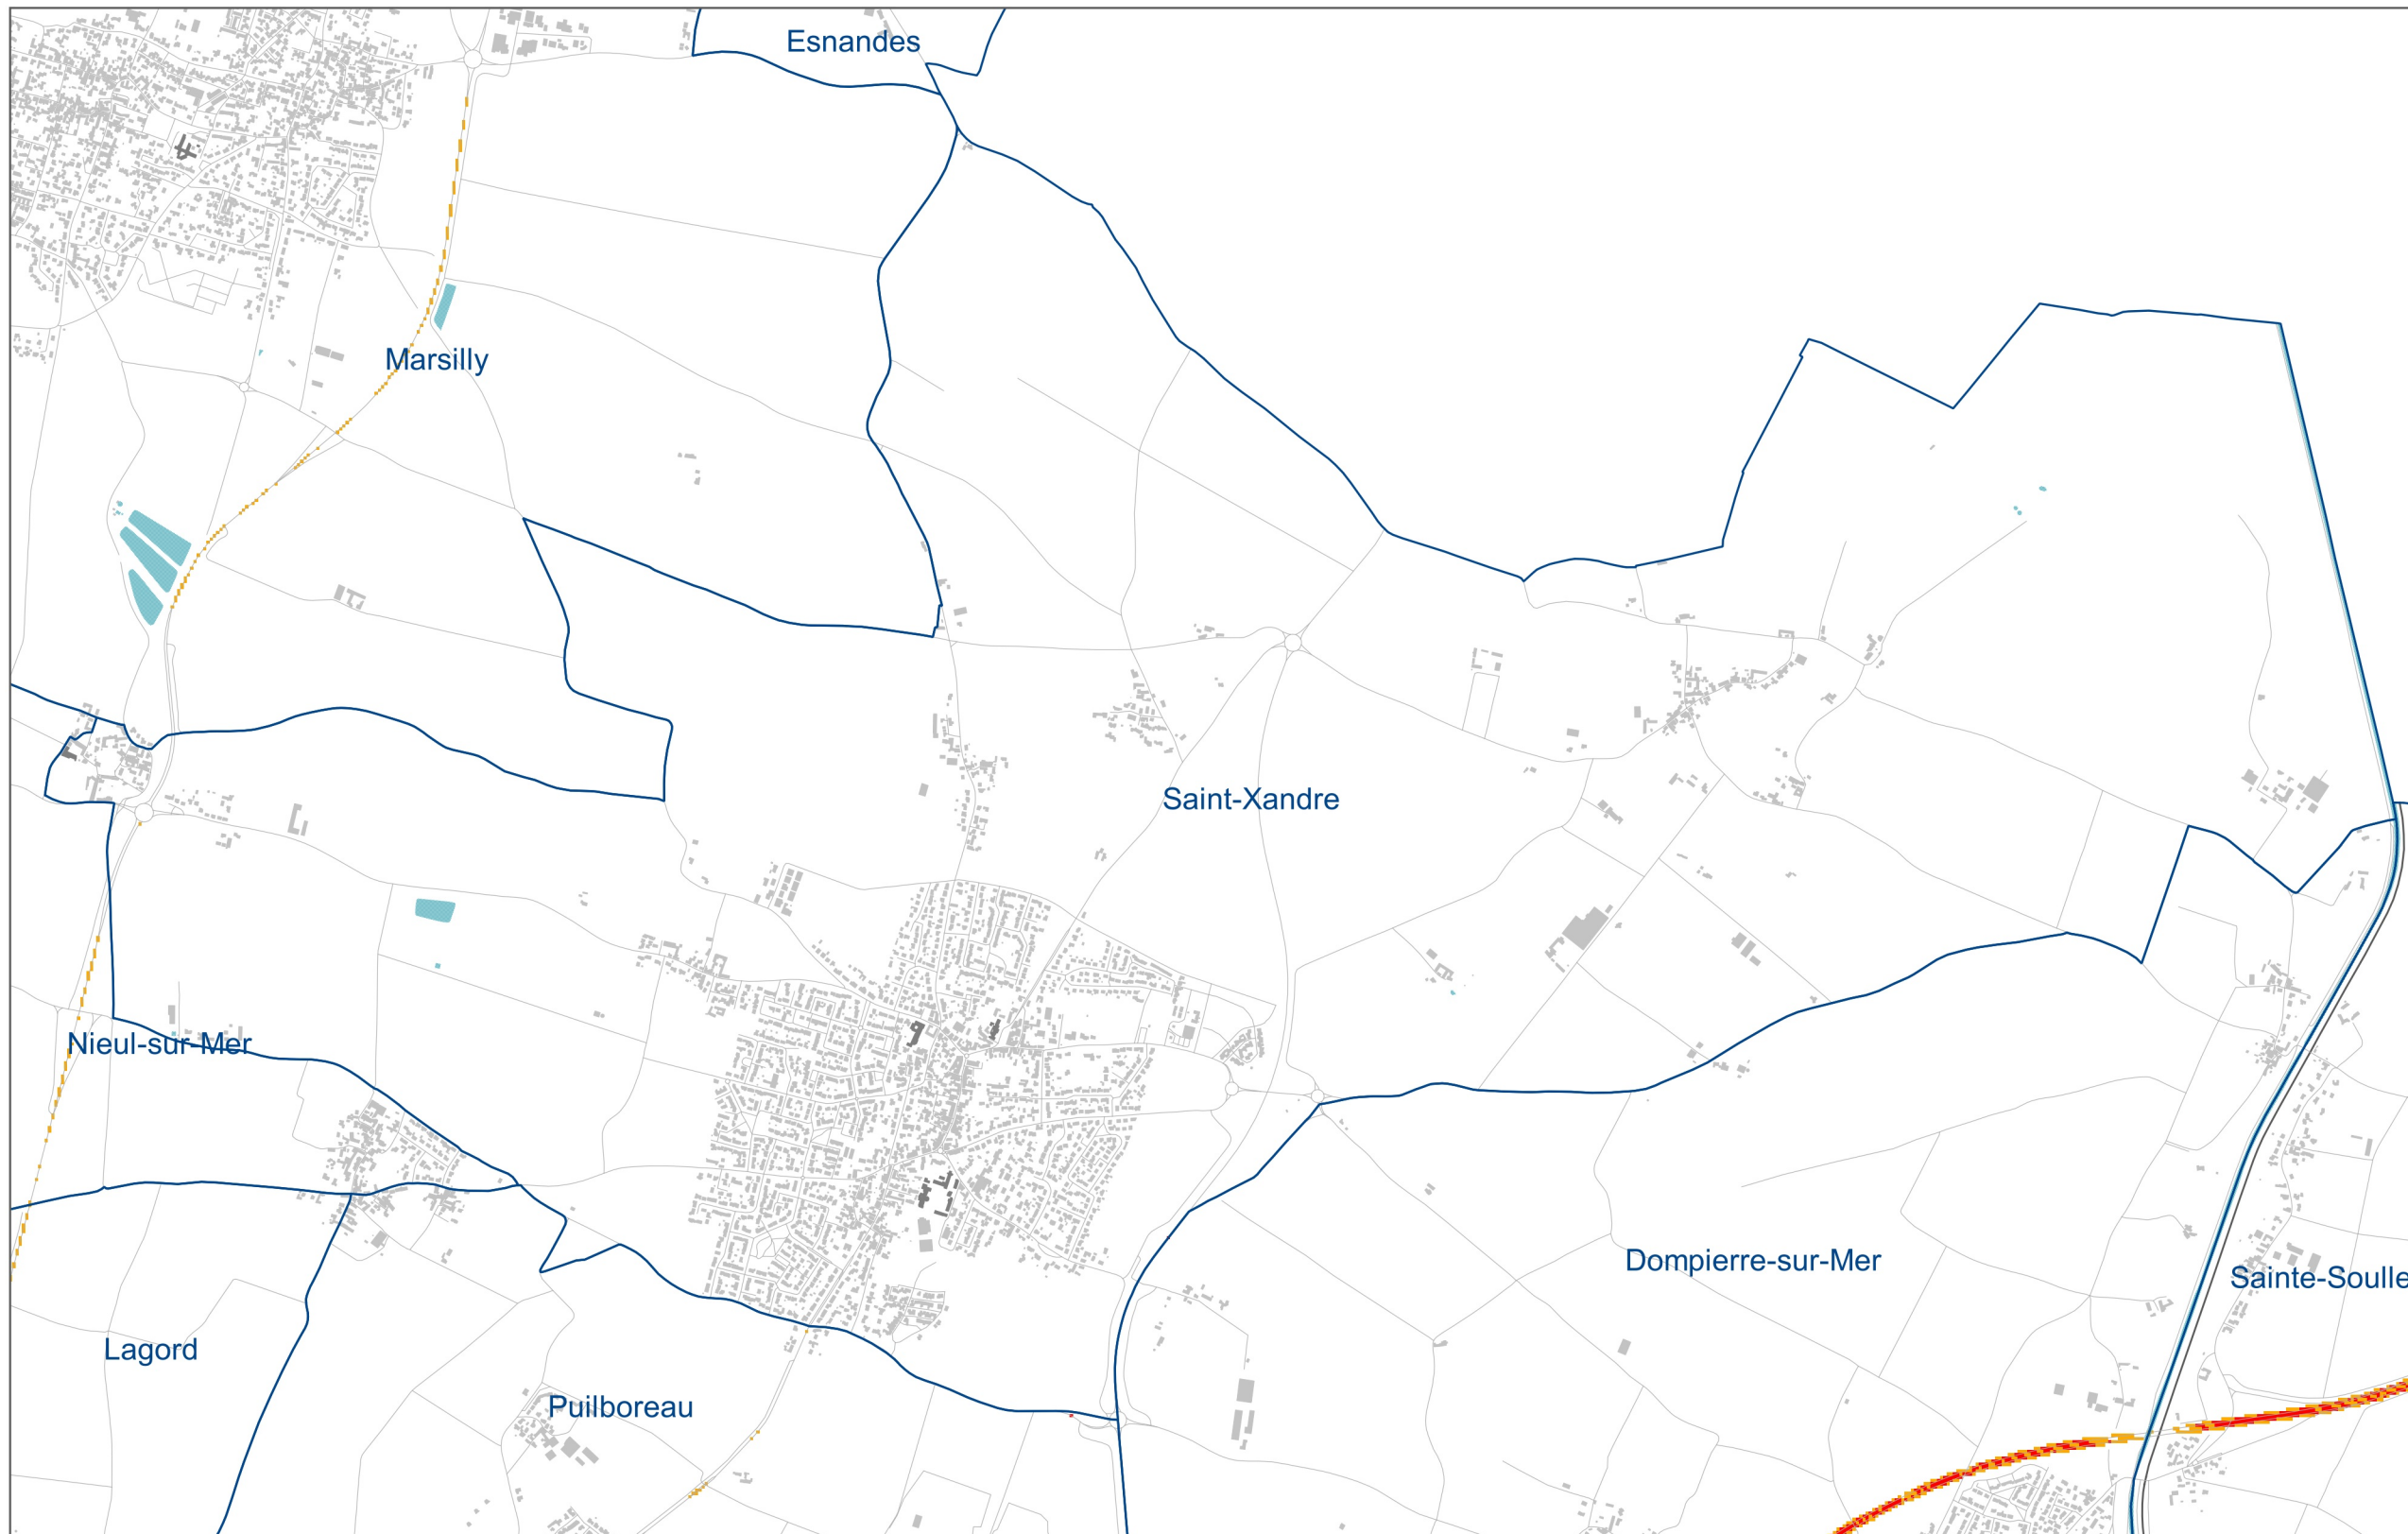 Esnandes
Marsilly
Saint-Xandre
Nieul-sur-Mer
Dompierre-sur-Mer
Sainte-Soulle
Lagord
Puilboreau